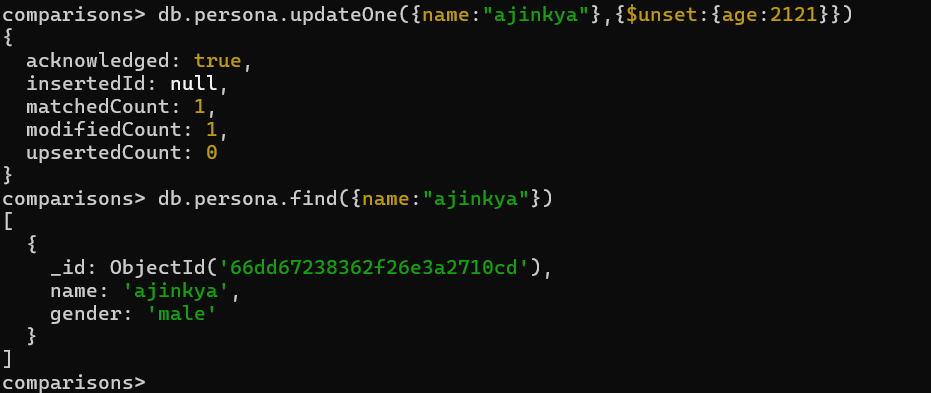 comparisons> db.persona.updateOne({name:"ajinkya"},{$unset:{age:2121}})
{
  acknowledged: true,
  insertedId: null,
  matchedCount: 1,
  modifiedCount: 1,
  upsertedCount: 0
}
comparisons> db.persona.find({name:"ajinkya"})
[
  {
    _id: ObjectId('66dd67238362f26e3a2710cd'),
    name: 'ajinkya',
    gender: 'male'
  }
]
comparisons>